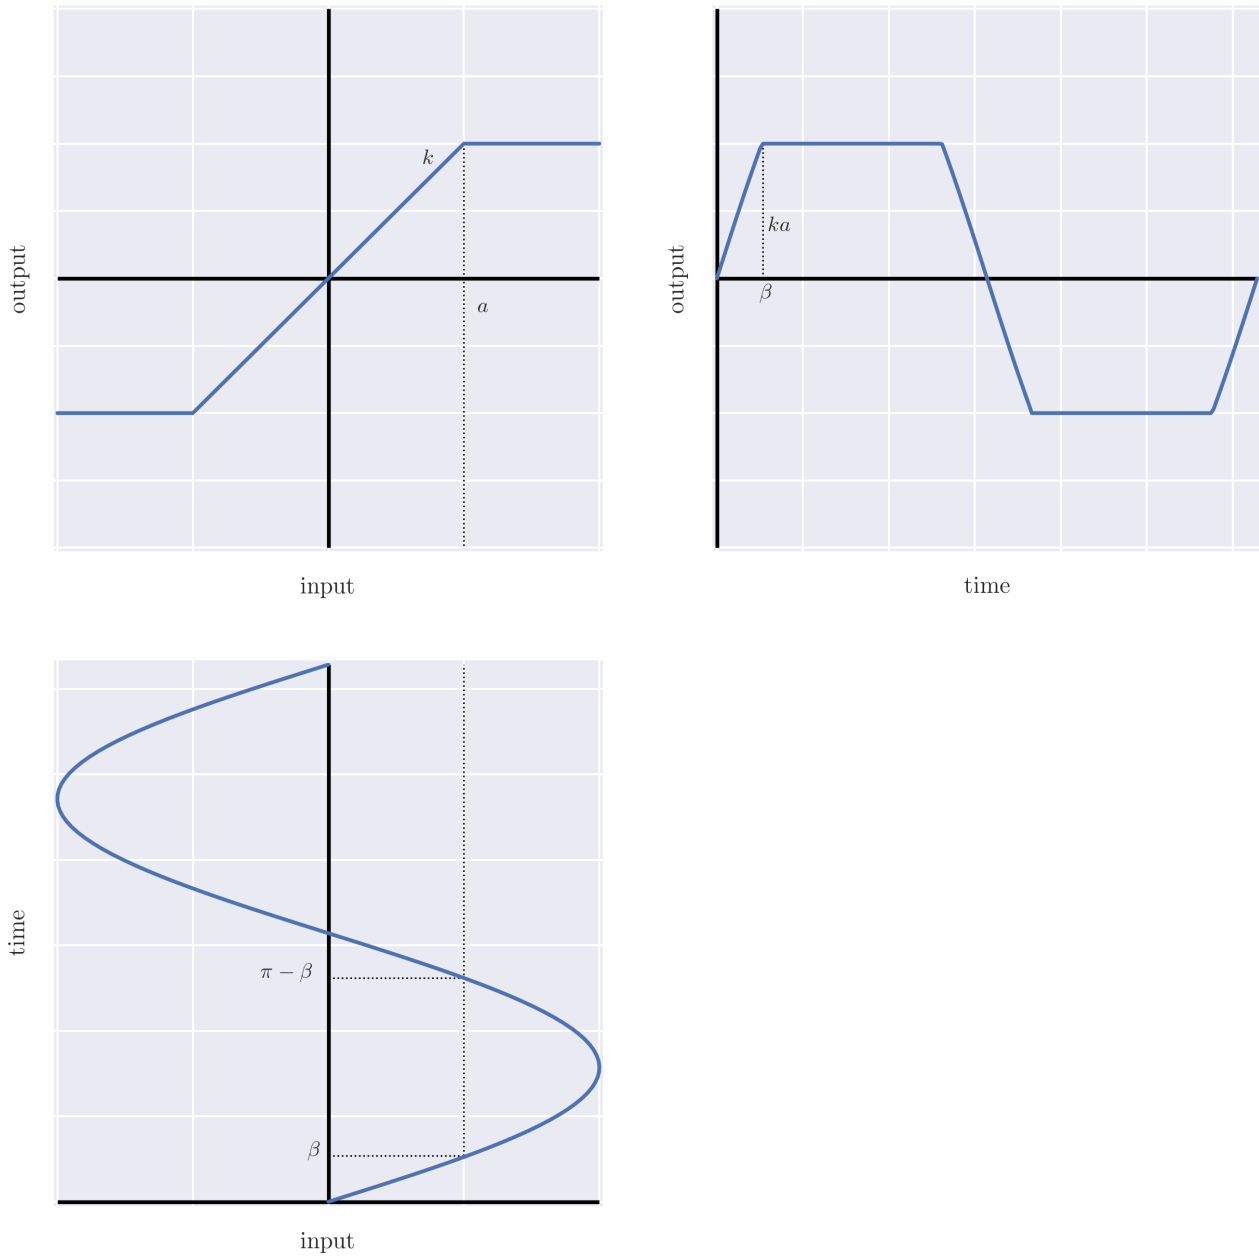 output
k
a
input
output
ka
β
time
time
π − β
β
input